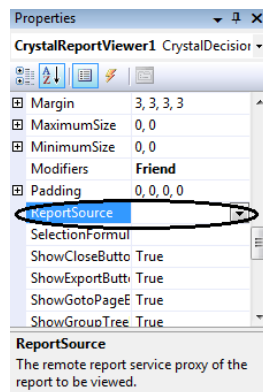 Properties
CrystalReportViewer1 CrystalDecision
Margin 3, 3, 3, 3
MaximumSize 0, 0
MinimumSize 0, 0
Modifiers Friend
Padding 0, 0, 0, 0
ReportSource
SelectionFormul
ShowCloseButto True
ShowExportButt True
ShowGotoPageE True
ShowGroupTree True
ReportSource
The remote report service proxy of the
report to be viewed.